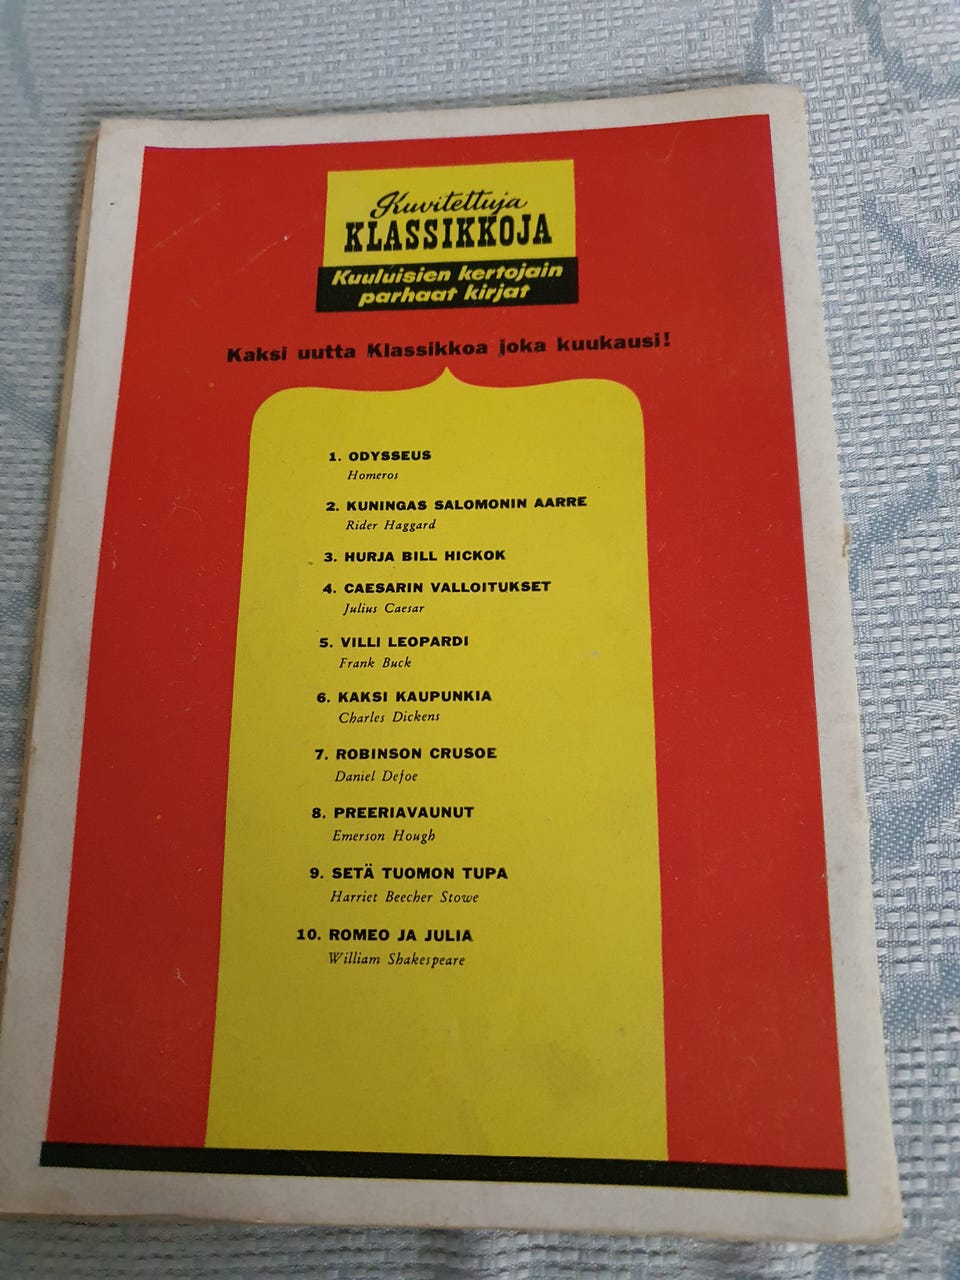 Kuvitettuja
KLASSIKKOJA
Kuuluisien kertojain
parhaat kirjat
Kaksi uutta Klassikkoa joka kuukausi!
1. ODYSSEUS
Homeros
2. KUNINGAS SALOMONIN AARRE
Rider Haggard
3. HURJA BILL HICKOK
4. CAESARIN VALLOITUKSET
Julius Caesar
5. VILLI LEOPARDI
Frank Buck
6. KAKSI KAUPUNKIA
Charles Dickens
7. ROBINSON CRUSOE
Daniel Defoe
8. PREERIAVAUNUT
Emerson Hough
9. SETÄ TUOMON TUPA
Harriet Beecher Stowe
10. ROMEO JA JULIA
William Shakespeare